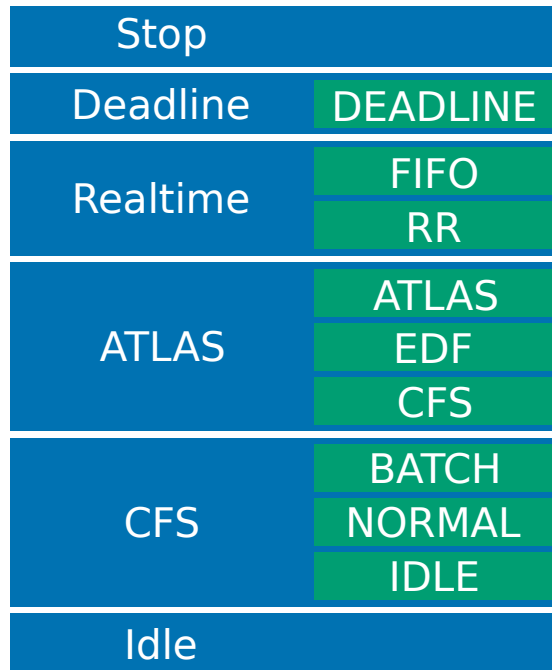 Stop
Deadline
DEADLINE
Realtime
FIFO
RR
ATLAS
ATLAS
EDF
CFS
CFS
BATCH
NORMAL
IDLE
Idle